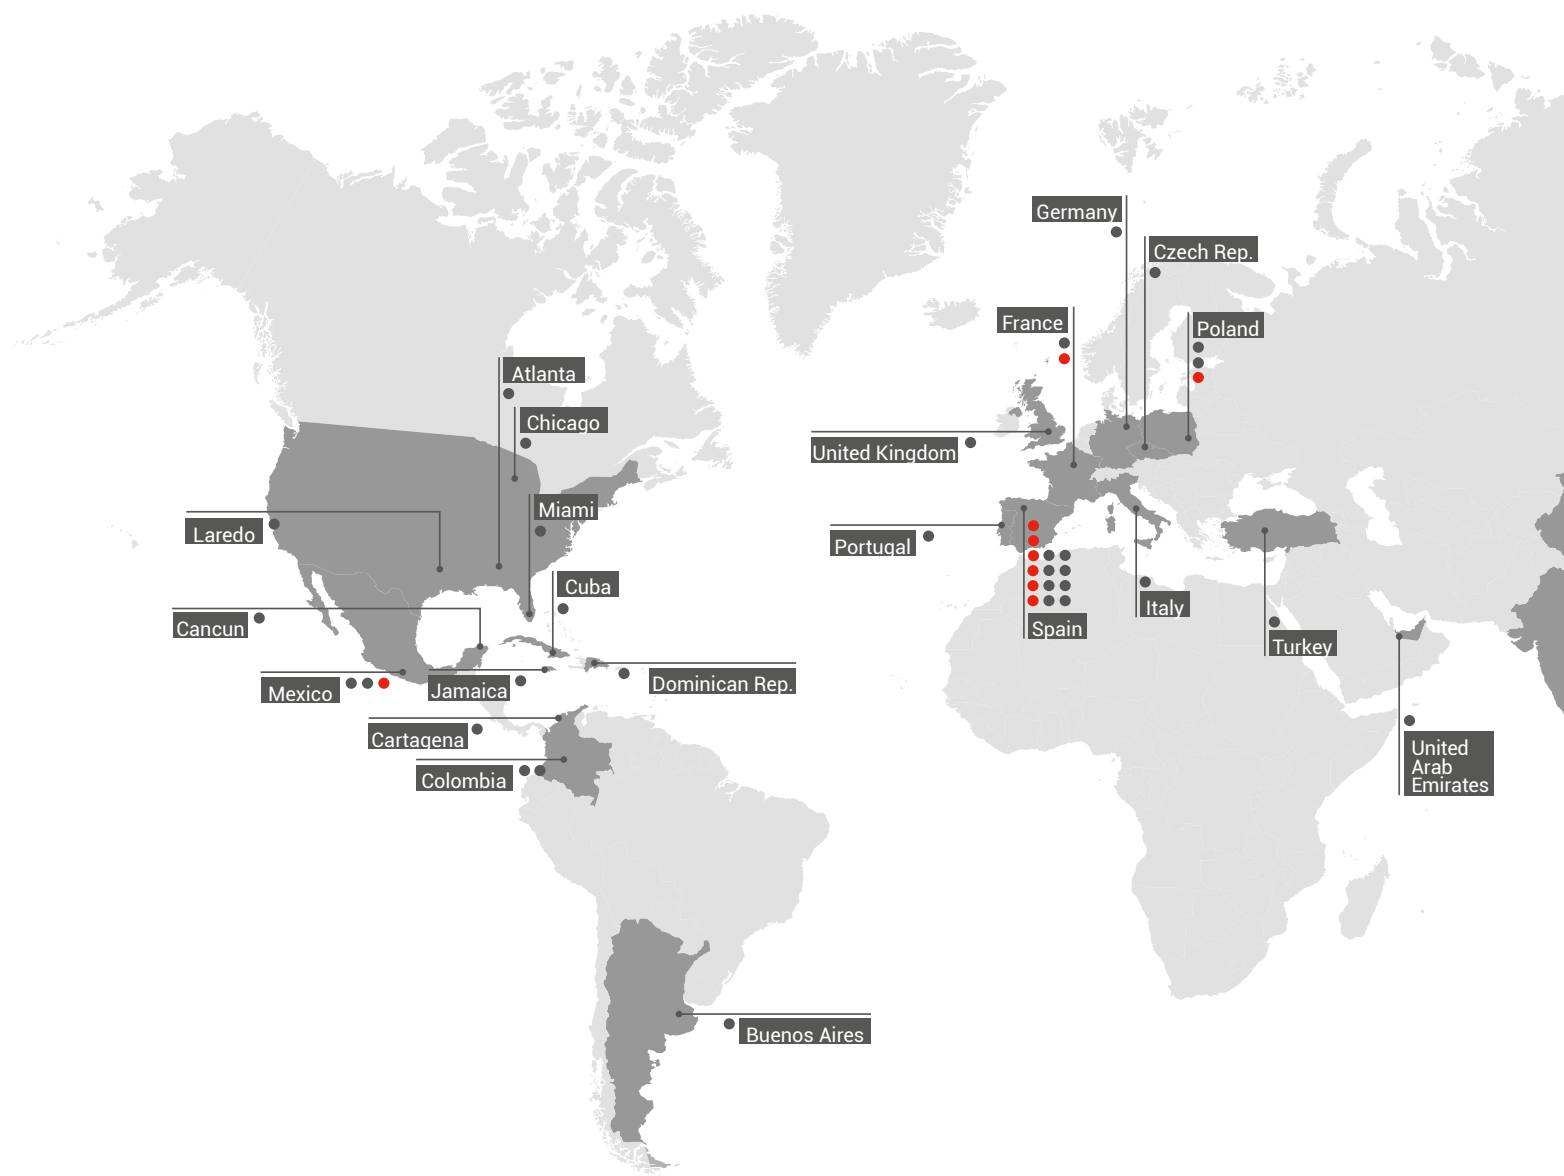 Germany
Czech Rep.
France
Poland
Atlanta
Chicago
United Kingdom
Miami
Laredo
Portugal
Cuba
Cancun
Italy
Spain
Turkey
Mexico
Jamaica
Dominican Rep.
Cartagena
Colombia
United
Arab
Emirates
Buenos Aires